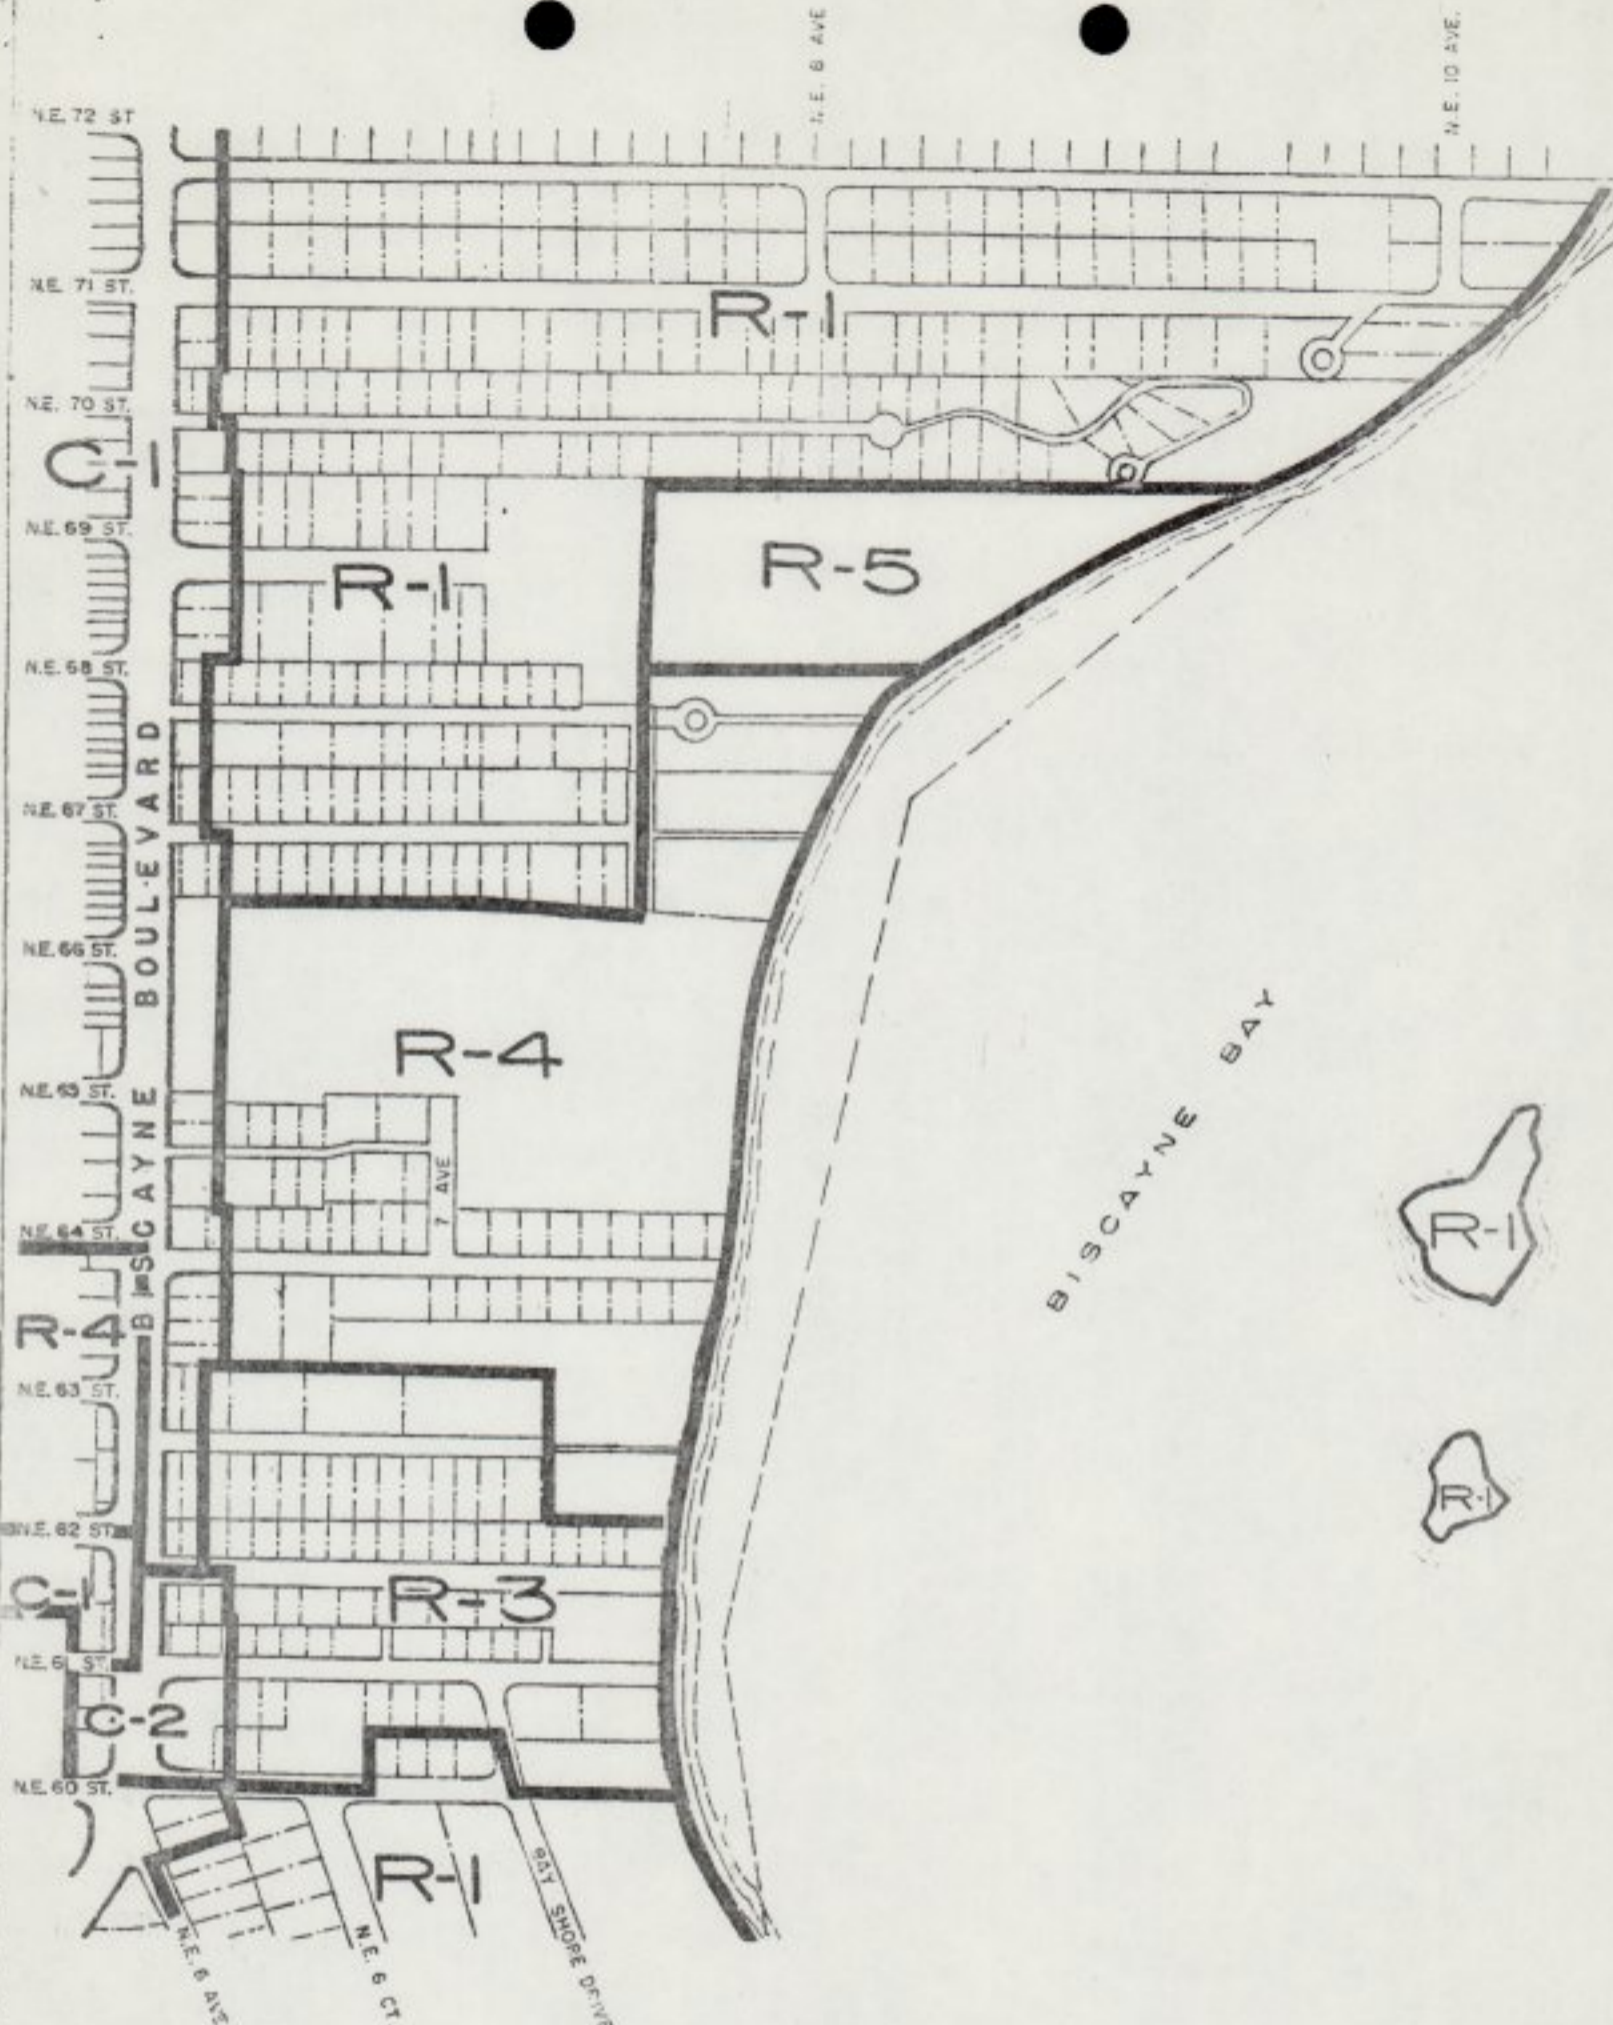 N.E. 8 AVE
N.E. 10 AVE.
N.E. 72 ST
N.E. 71 ST.
R-1
N.E. 70 ST.
C-1
N.E. 69 ST.
R-5
R-1
N.E. 68 ST.
N.E. 67 ST.
BISCAYNE BOULEVARD
N.E. 66 ST.
R-4
BISCAYNE BAY
N.E. 65 ST.
7 AVE
R-1
N.E. 64 ST.
R-4
N.E. 63 ST.
R-1
N.E. 62 ST.
C-1
R-3
N.E. 61 ST.
C-2
N.E. 60 ST.
R-1
BAY SHORE DRIVE
N.E. 6 AVE
N.E. 6 CT